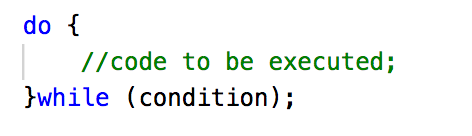 do {
//code to be executed;
}while (condition);